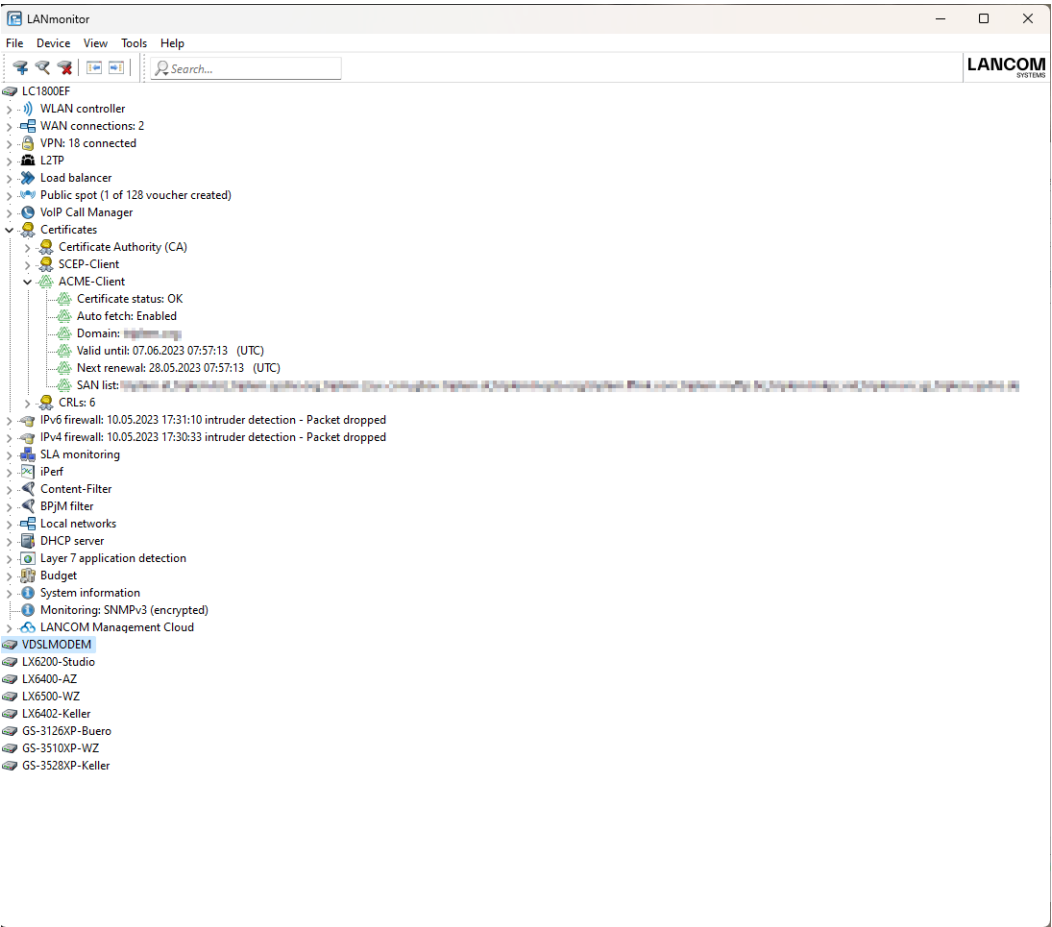 LANmonitor
File Device View Tools Help
Search...
LANCOM
SYSTEMS
LC1800EF
WLAN controller
WAN connections: 2
VPN: 18 connected
L2TP
Load balancer
Public spot (1 of 128 voucher created)
VoIP Call Manager
Certificates
Certificate Authority (CA)
SCEP-Client
ACME-Client
Certificate status: OK
Auto fetch: Enabled
Domain:
Valid until: 07.06.2023 07:57:13 (UTC)
Next renewal: 28.05.2023 07:57:13 (UTC)
SAN list:
CRLs: 6
IPv6 firewall: 10.05.2023 17:31:10 intruder detection - Packet dropped
IPv4 firewall: 10.05.2023 17:30:33 intruder detection - Packet dropped
SLA monitoring
iPerf
Content-Filter
BPjM filter
Local networks
DHCP server
Layer 7 application detection
Budget
System information
Monitoring: SNMPv3 (encrypted)
LANCOM Management Cloud
VDSLMODEM
LX6200-Studio
LX6400-AZ
LX6500-WZ
LX6402-Keller
GS-3126XP-Buero
GS-3510XP-WZ
GS-3528XP-Keller